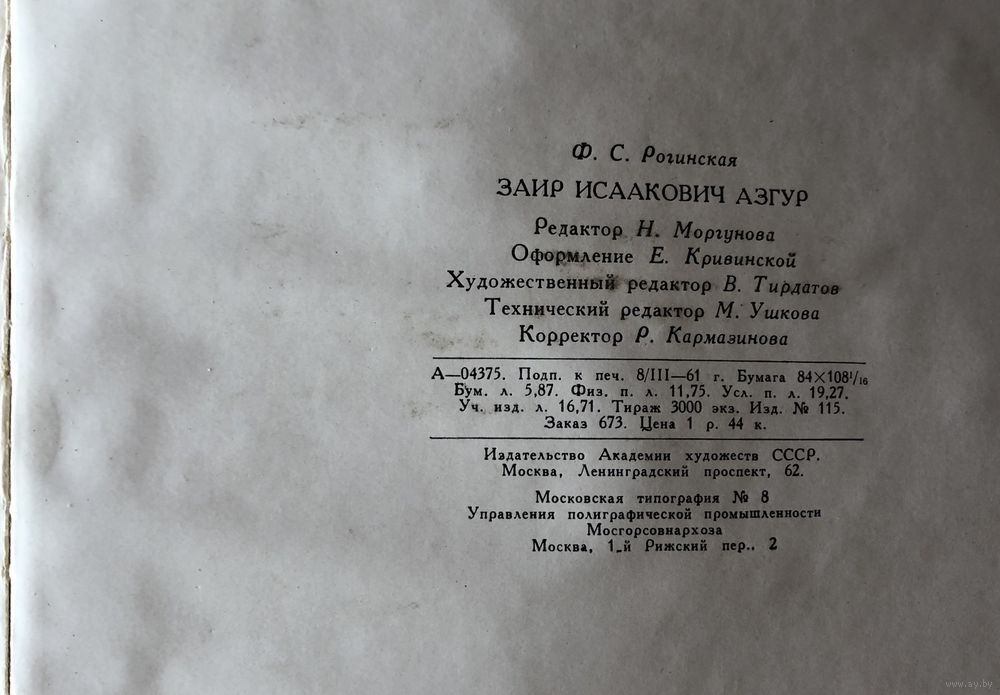 Ф. С. Рогинская
ЗАИР ИСААКОВИЧ АЗГУР
Редактор Н. Моргунова
Оформление Е. Кривинской
Художественный редактор В. Тирдатов
Технический редактор М. Ушкова
Корректор Р. Кармазинова
А—04375. Подп. к печ. 8/III—61 г. Бумага 84×108¹/₁₆
Бум. л. 5,87. Физ. п. л. 11,75. Усл. п. л. 19,27.
Уч. изд. л. 16,71. Тираж 3000 экз. Изд. № 115.
Заказ 673. Цена 1 р. 44 к.
Издательство Академии художеств СССР.
Москва, Ленинградский проспект, 62.
Московская типография № 8
Управления полиграфической промышленности
Мосгорсовнархоза
Москва, 1-й Рижский пер., 2
www.ay.by